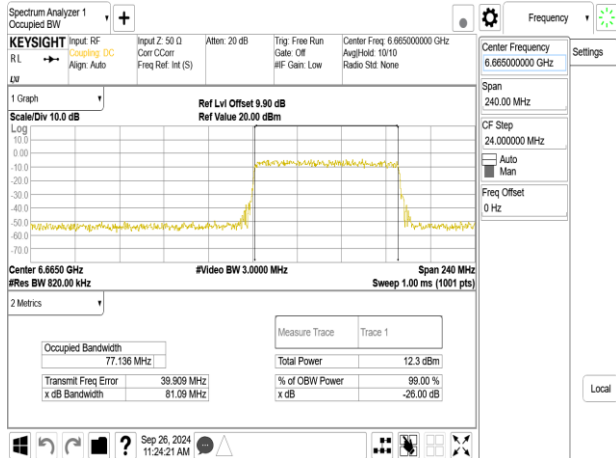 Spectrum Analyzer 1
Occupied BW
+
Frequency
KEYSIGHT Input: RF Input Z: 50 Ω Atten: 20 dB Trig: Free Run Center Freq: 6.665000000 GHz
Coupling: DC Corr CCorr Gate: Off Avg|Hold: 10/10
RL Align: Auto Freq Ref: Int (S) #IF Gain: Low Radio Std: None
LXI
Center Frequency Settings
6.665000000 GHz
Span
240.00 MHz
CF Step
24.000000 MHz
Auto
Man
Freq Offset
0 Hz
Local
1 Graph
Ref Lvl Offset 9.90 dB
Scale/Div 10.0 dB Ref Value 20.00 dBm
Log
10.0
0.00
-10.0
-20.0
-30.0
-40.0
-50.0
-60.0
-70.0
Center 6.6650 GHz #Video BW 3.0000 MHz Span 240 MHz
#Res BW 820.00 kHz Sweep 1.00 ms (1001 pts)
2 Metrics
Measure Trace Trace 1
Occupied Bandwidth
77.136 MHz Total Power 12.3 dBm
Transmit Freq Error 39.909 MHz % of OBW Power 99.00 %
x dB Bandwidth 81.09 MHz x dB -26.00 dB
? Sep 26, 2024
11:24:21 AM